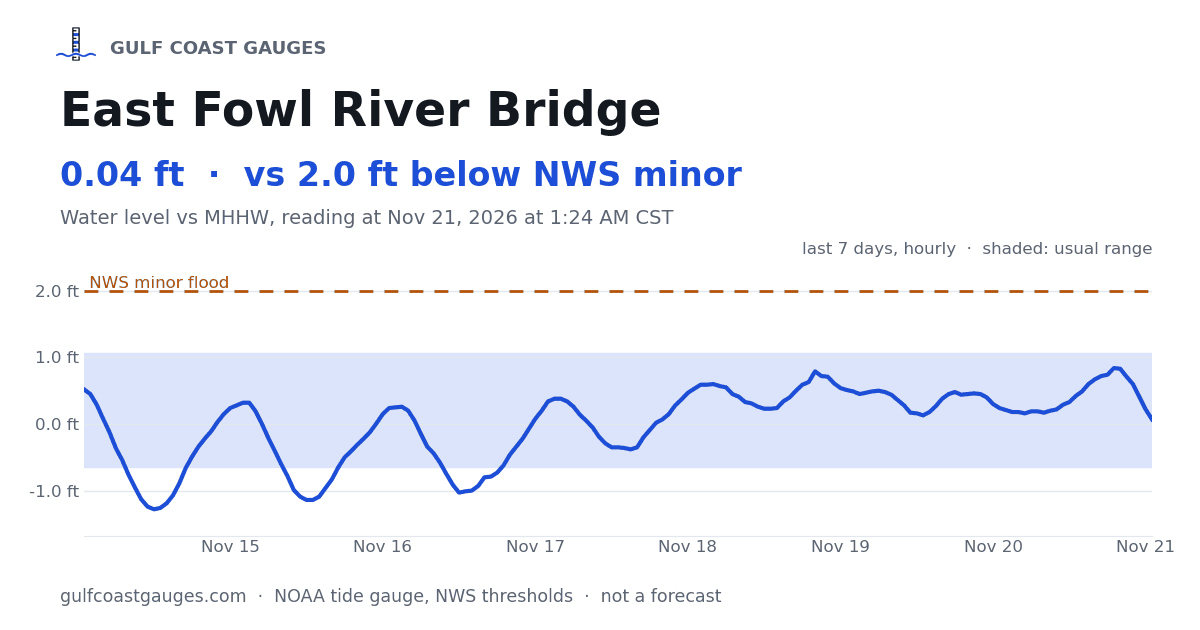 GULF COAST GAUGES
East Fowl River Bridge
0.04 ft · vs 2.0 ft below NWS minor
Water level vs MHHW, reading at Nov 21, 2026 at 1:24 AM CST
last 7 days, hourly · shaded: usual range
NWS minor flood
2.0 ft
1.0 ft
0.0 ft
-1.0 ft
Nov 15 Nov 16 Nov 17 Nov 18 Nov 19 Nov 20 Nov 21
gulfcoastgauges.com · NOAA tide gauge, NWS thresholds · not a forecast